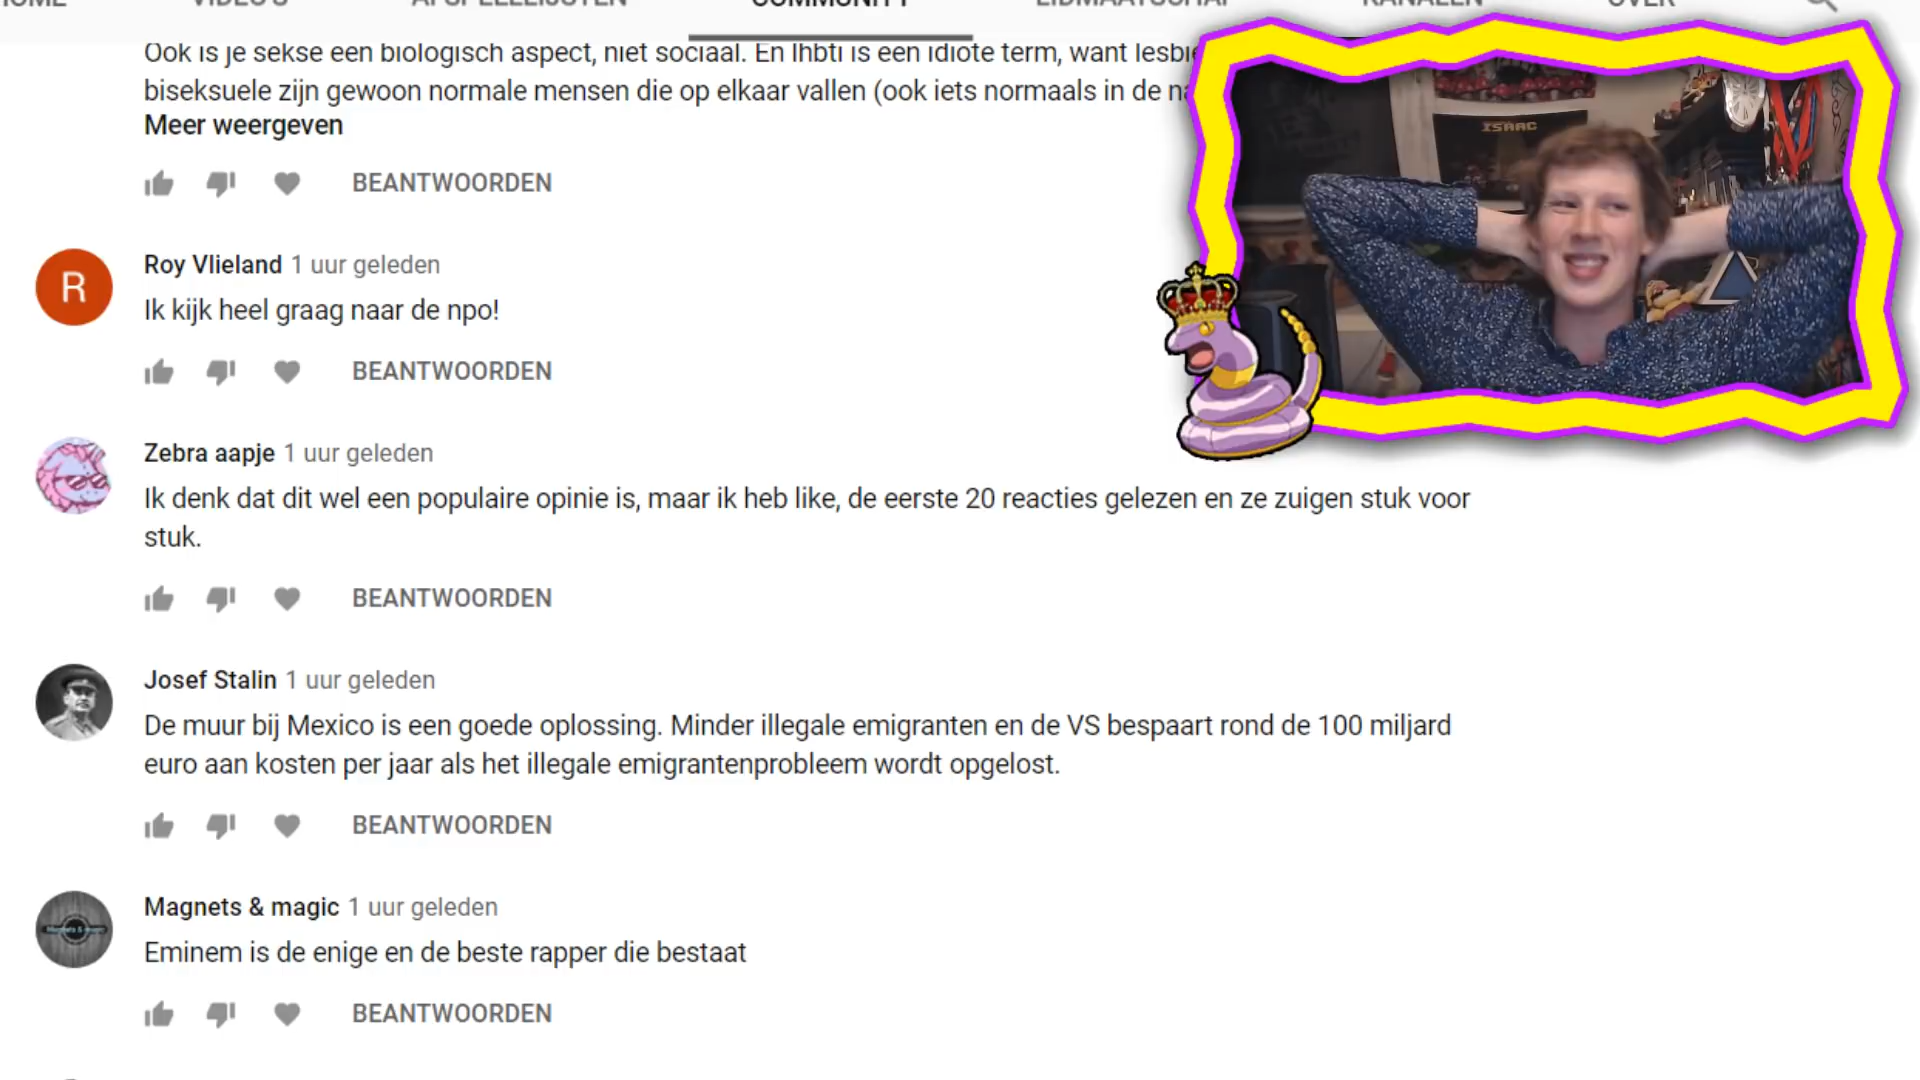 HOME VIDEO'S AFSPEELLIJSTEN COMMUNITY LIDMAATSCHAP KANALEN OVER
Ook is je sekse een biologisch aspect, niet sociaal. En lhbti is een idiote term, want lesbie
biseksuele zijn gewoon normale mensen die op elkaar vallen (ook iets normaals in de na
Meer weergeven
BEANTWOORDEN
R
Roy Vlieland 1 uur geleden
Ik kijk heel graag naar de npo!
BEANTWOORDEN
Zebra aapje 1 uur geleden
Ik denk dat dit wel een populaire opinie is, maar ik heb like, de eerste 20 reacties gelezen en ze zuigen stuk voor
stuk.
BEANTWOORDEN
Josef Stalin 1 uur geleden
De muur bij Mexico is een goede oplossing. Minder illegale emigranten en de VS bespaart rond de 100 miljard
euro aan kosten per jaar als het illegale emigrantenprobleem wordt opgelost.
BEANTWOORDEN
Magnets & magic
Magnets & magic 1 uur geleden
Eminem is de enige en de beste rapper die bestaat
BEANTWOORDEN
ISAAC